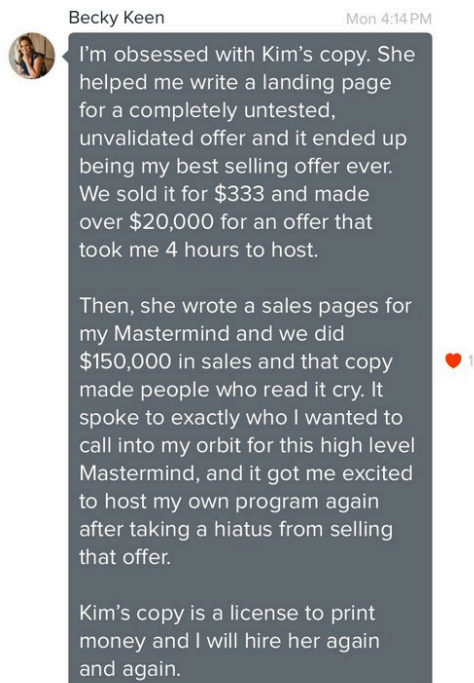 Becky Keen
Mon 4:14 PM
I'm obsessed with Kim's copy. She
helped me write a landing page
for a completely untested,
unvalidated offer and it ended up
being my best selling offer ever.
We sold it for $333 and made
over $20,000 for an offer that
took me 4 hours to host.
Then, she wrote a sales pages for
my Mastermind and we did
$150,000 in sales and that copy
made people who read it cry. It
spoke to exactly who I wanted to
call into my orbit for this high level
Mastermind, and it got me excited
to host my own program again
after taking a hiatus from selling
that offer.
Kim's copy is a license to print
money and I will hire her again
and again.
1